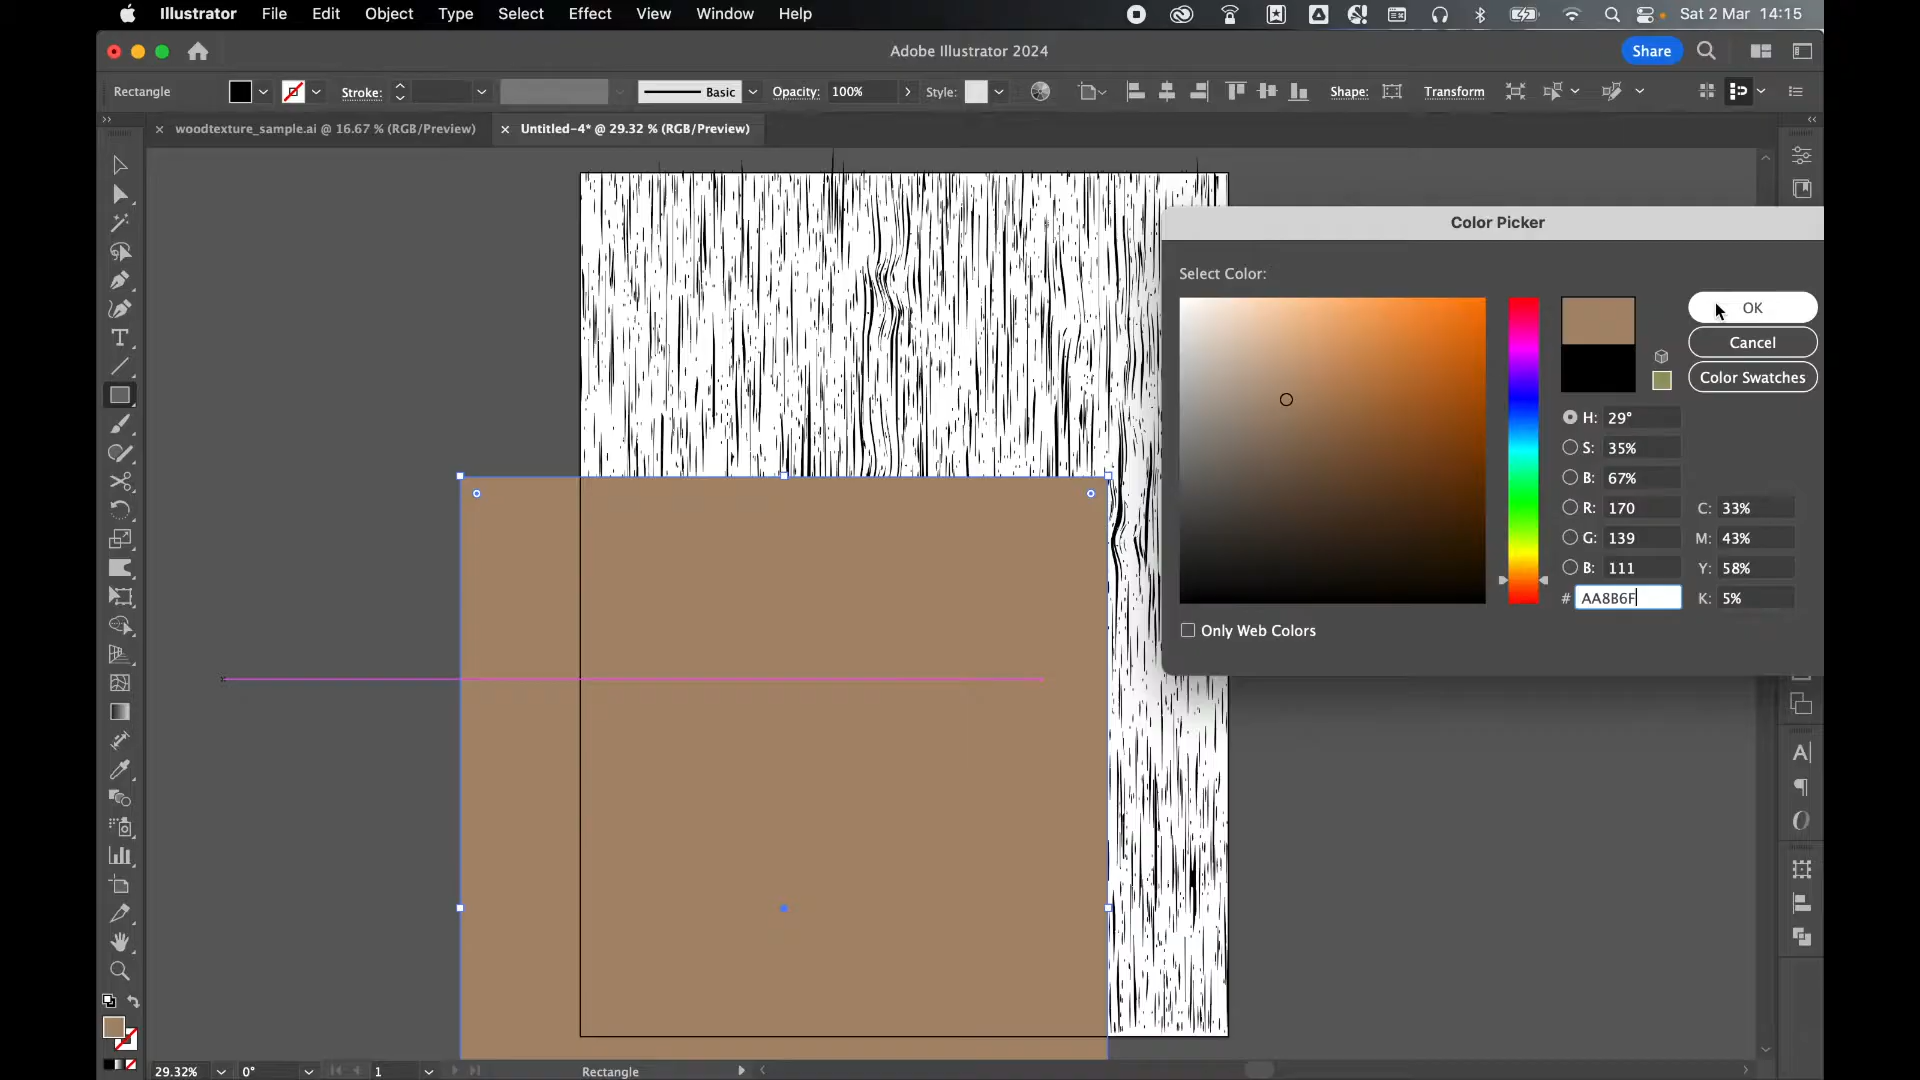 Illustrator File Edit Object Type Select Effect View Window Help Sat 2 Mar 14:15
Adobe Illustrator 2024 Share
Rectangle Stroke: Basic Opacity: 100% Style: Shape: Transform
woodtexture_sample.ai @ 16.67 % (RGB/Preview) Untitled-4* @ 29.32 % (RGB/Preview)
Color Picker
Select Color:
OK
Cancel
Color Swatches
H: 29°
S: 35%
B: 67%
R: 170 C: 33%
G: 139 M: 43%
B: 111 Y: 58%
# AA8B6F K: 5%
Only Web Colors
29.32% 0° 1 Rectangle